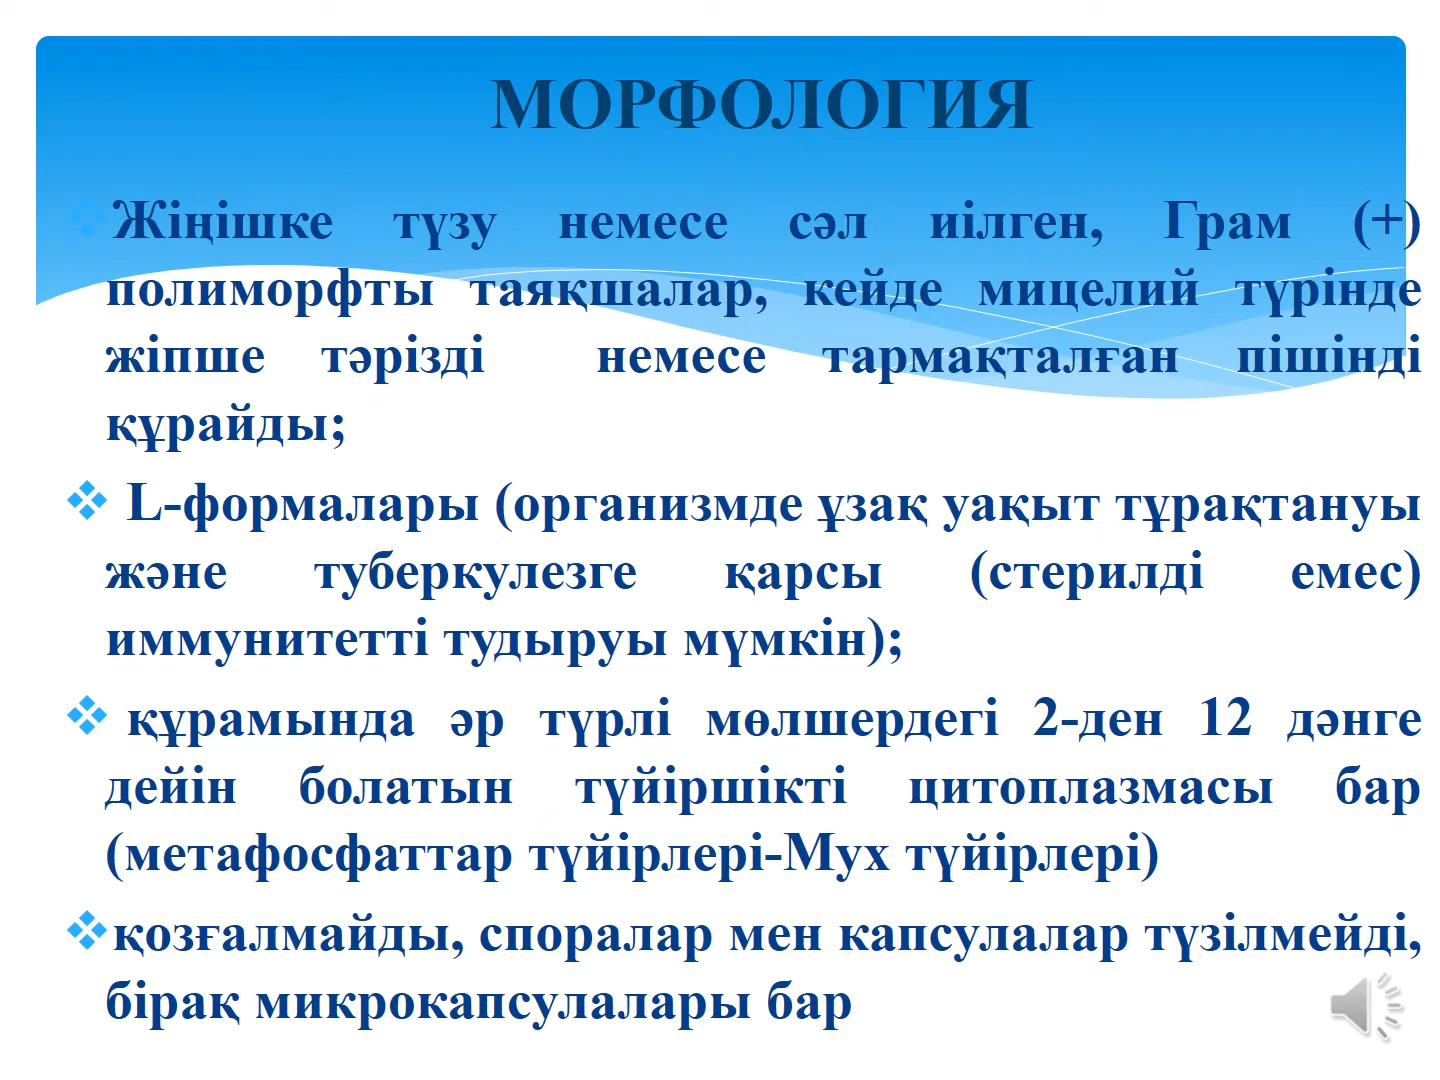 МОРФОЛОГИЯ
Жіңішке түзу немесе сәл иілген, Грам (+)
полиморфты таяқшалар, кейде мицелий түрінде
жіпше тәрізді немесе тармақталған пішінді
құрайды;
L-формалары (организмде ұзақ уақыт тұрақтануы
және туберкулезге қарсы (стерилді емес)
иммунитетті тудыруы мүмкін);
құрамында әр түрлі мөлшердегі 2-ден 12 дәнге
дейін болатын түйіршікті цитоплазмасы бар
(метафосфаттар түйірлері-Мух түйірлері)
қозғалмайды, споралар мен капсулалар түзілмейді,
бірақ микрокапсулалары бар